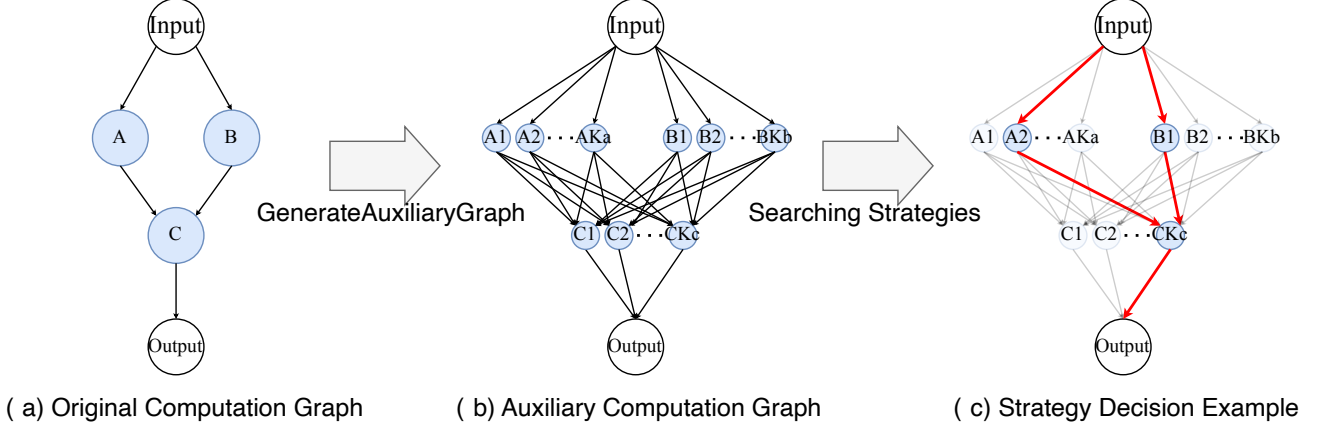 Input
A
B
C
Output
( a) Original Computation Graph
GenerateAuxiliaryGraph
Input
A1 A2 ··· AKa B1 B2 ··· BKb
C1 C2 ··· CKc
Output
( b) Auxiliary Computation Graph
Searching Strategies
Input
A1 A2 ··· AKa B1 B2 ··· BKb
C1 C2 ··· CKc
Output
( c) Strategy Decision Example